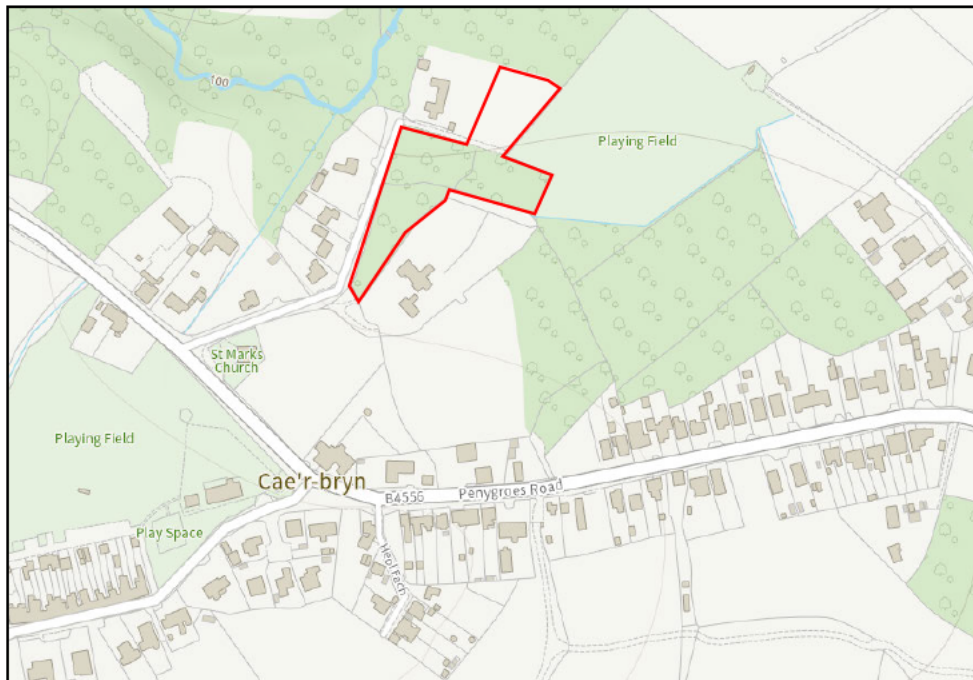 100
Playing Field
St Marks
Church
Playing Field
Cae'r-bryn
B4556
Penygroes Road
Play Space
Heol Fach